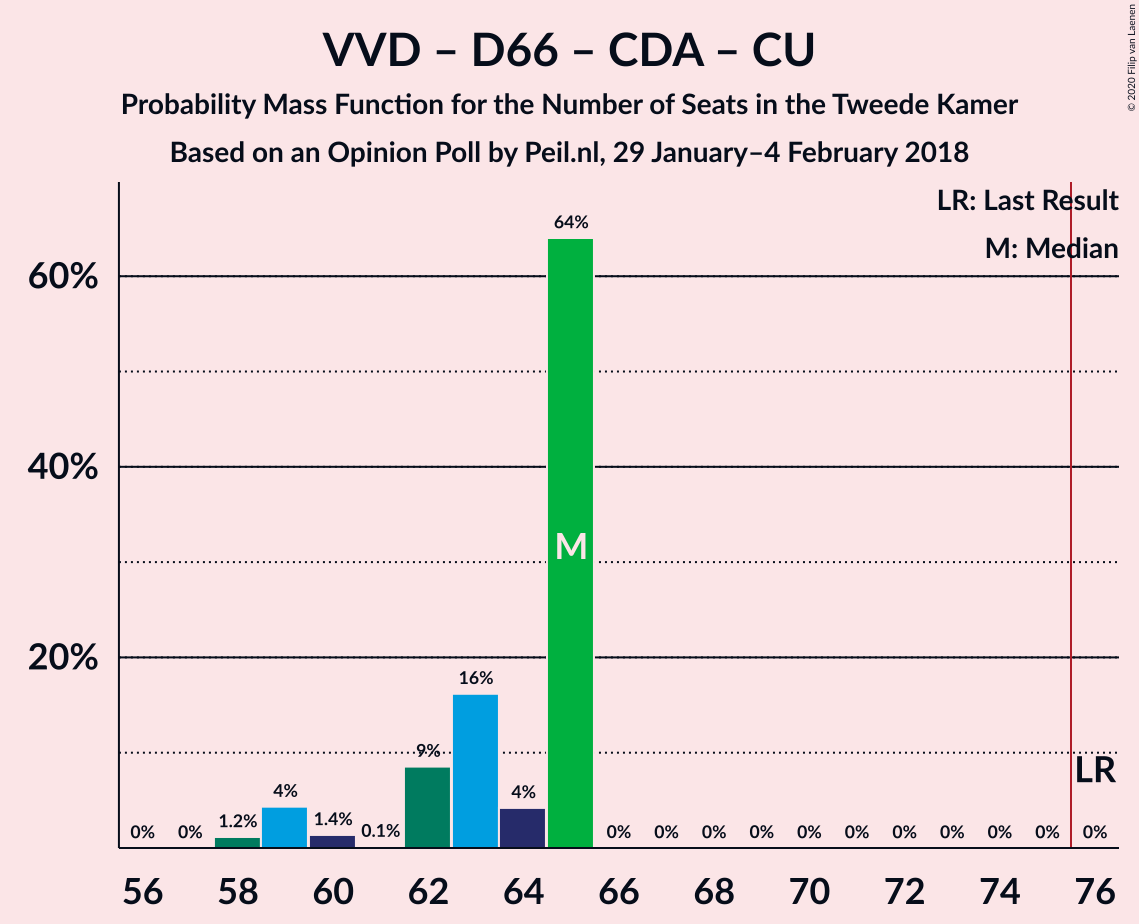 VVD – D66 – CDA – CU
Probability Mass Function for the Number of Seats in the Tweede Kamer
Based on an Opinion Poll by Peil.nl, 29 January–4 February 2018
© 2020 Filip van Laenen
LR: Last Result
M: Median
60%
40%
20%
0% 0% 1.2% 4% 1.4% 0.1% 9% 16% 4% 64% 0% 0% 0% 0% 0% 0% 0% 0% 0% 0% 0%
M
LR
56 58 60 62 64 66 68 70 72 74 76